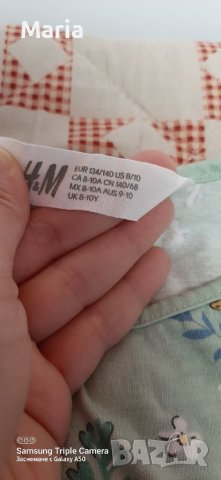 Maria
H&M
EUR 134/140 US 8/10
CA 8-10A CN 140/68
MX 8-10A AUS 9-10
UK 8-10Y
Samsung Triple Camera
Заснемане с Galaxy A50
BAZAR